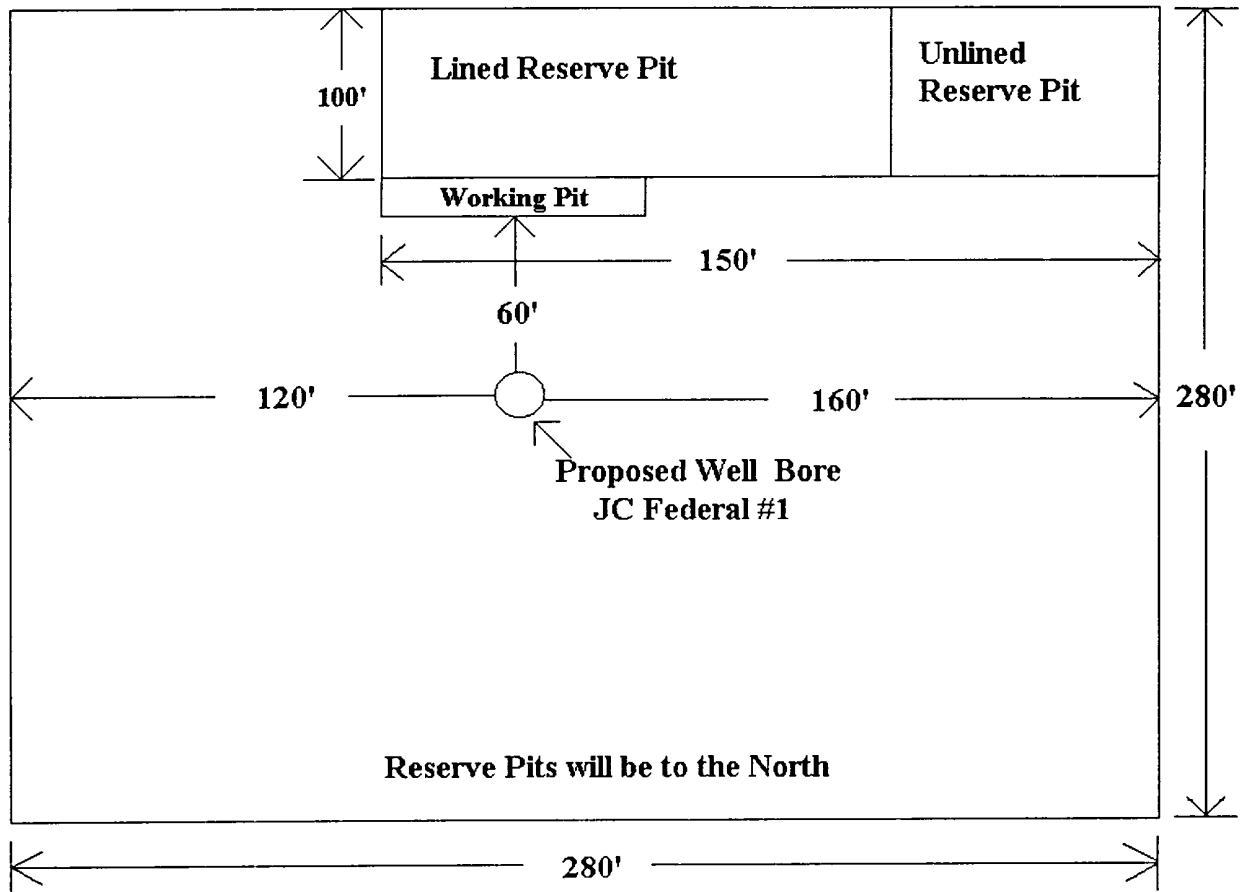 Lined Reserve Pit
Unlined
Reserve Pit
100'
Working Pit
150'
60'
120'
160'
280'
Proposed Well Bore
JC Federal #1
Reserve Pits will be to the North
280'